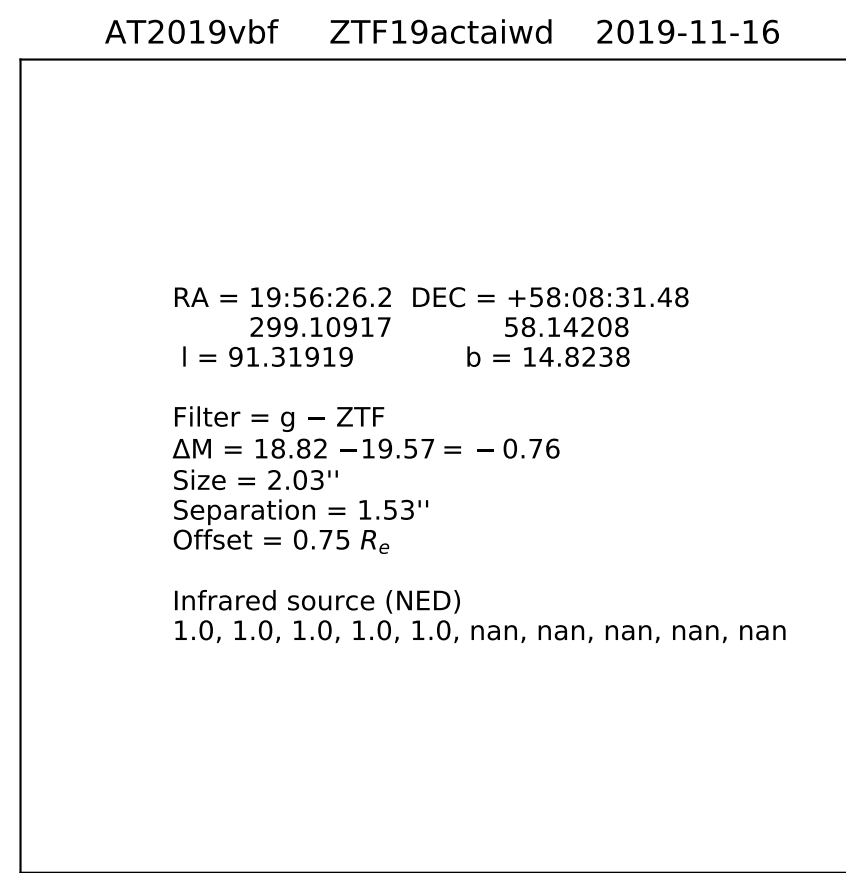 AT2019vbf ZTF19actaiwd 2019-11-16
RA = 19:56:26.2 DEC = +58:08:31.48
299.10917 58.14208
l = 91.31919 b = 14.8238
Filter = g − ZTF
ΔM = 18.82 −19.57 = − 0.76
Size = 2.03''
Separation = 1.53''
Offset = 0.75 Re
Infrared source (NED)
1.0, 1.0, 1.0, 1.0, 1.0, nan, nan, nan, nan, nan